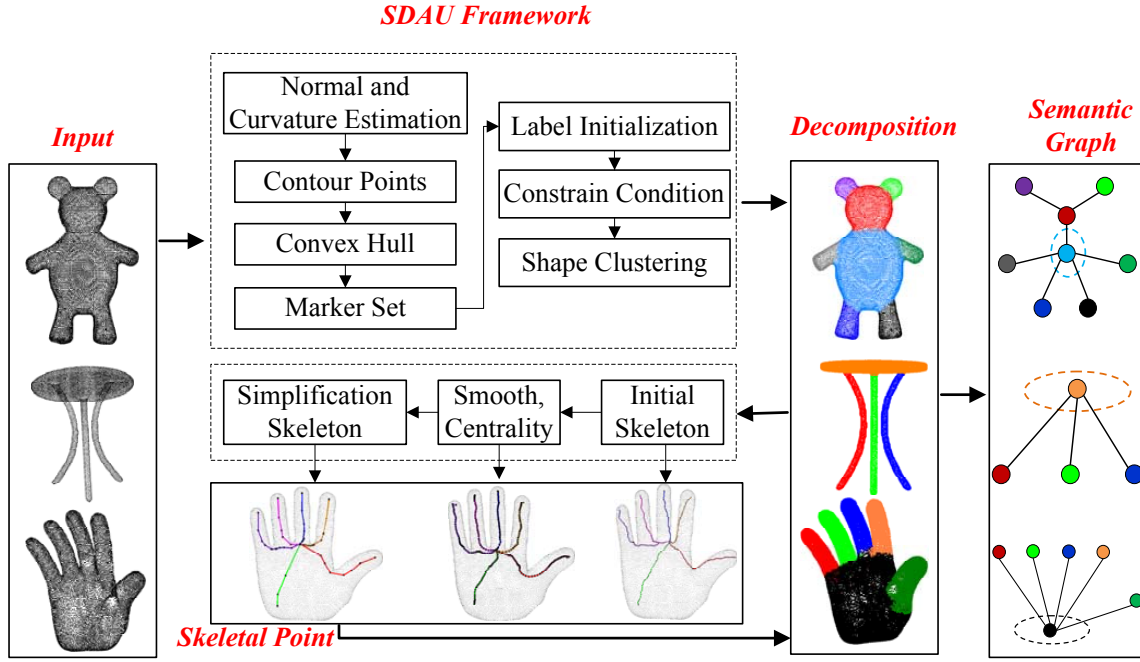 SDAU Framework
Input
Normal and
Curvature Estimation
Contour Points
Convex Hull
Marker Set
Label Initialization
Constrain Condition
Shape Clustering
Decomposition
Semantic
Graph
Simplification
Skeleton
Smooth,
Centrality
Initial
Skeleton
Skeletal Point